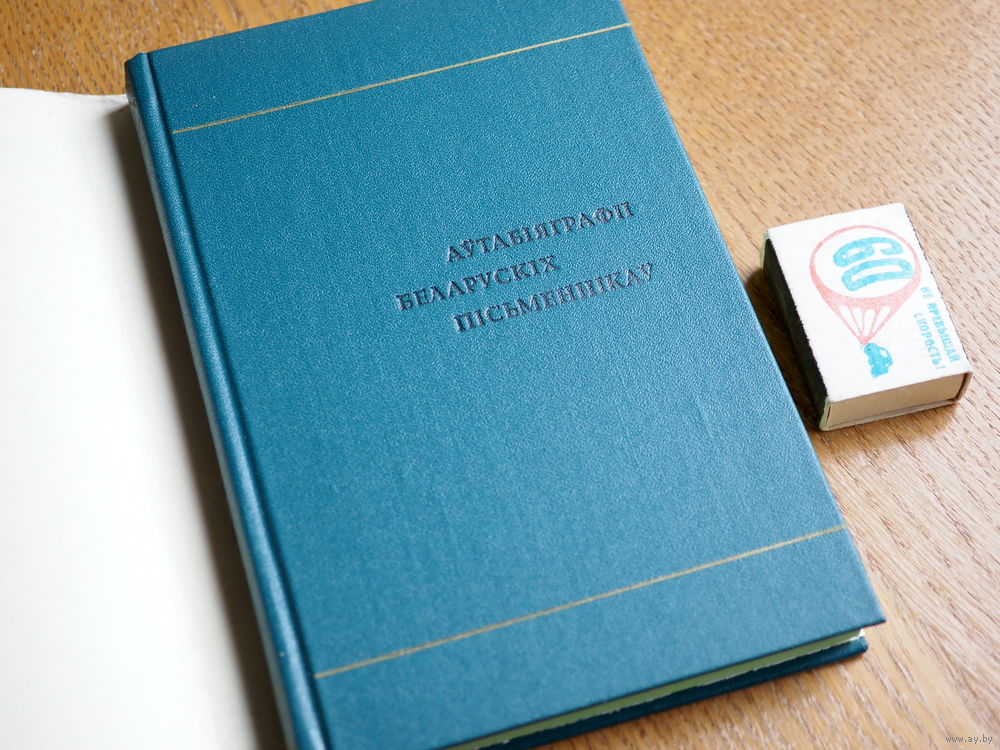 АЎТАБІЯГРАФІІ
БЕЛАРУСКІХ
ПІСЬМЕННІКАЎ
60
НЕ ПРЕВЫШАЙ
СКОРОСТЬ!
www.ay.by